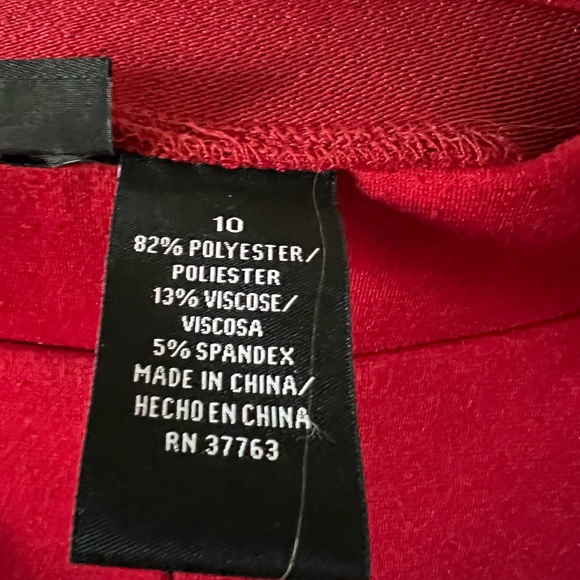 10
82% POLYESTER/
POLIESTER
13% VISCOSE/
VISCOSA
5% SPANDEX
MADE IN CHINA/
HECHO EN CHINA
RN 37763